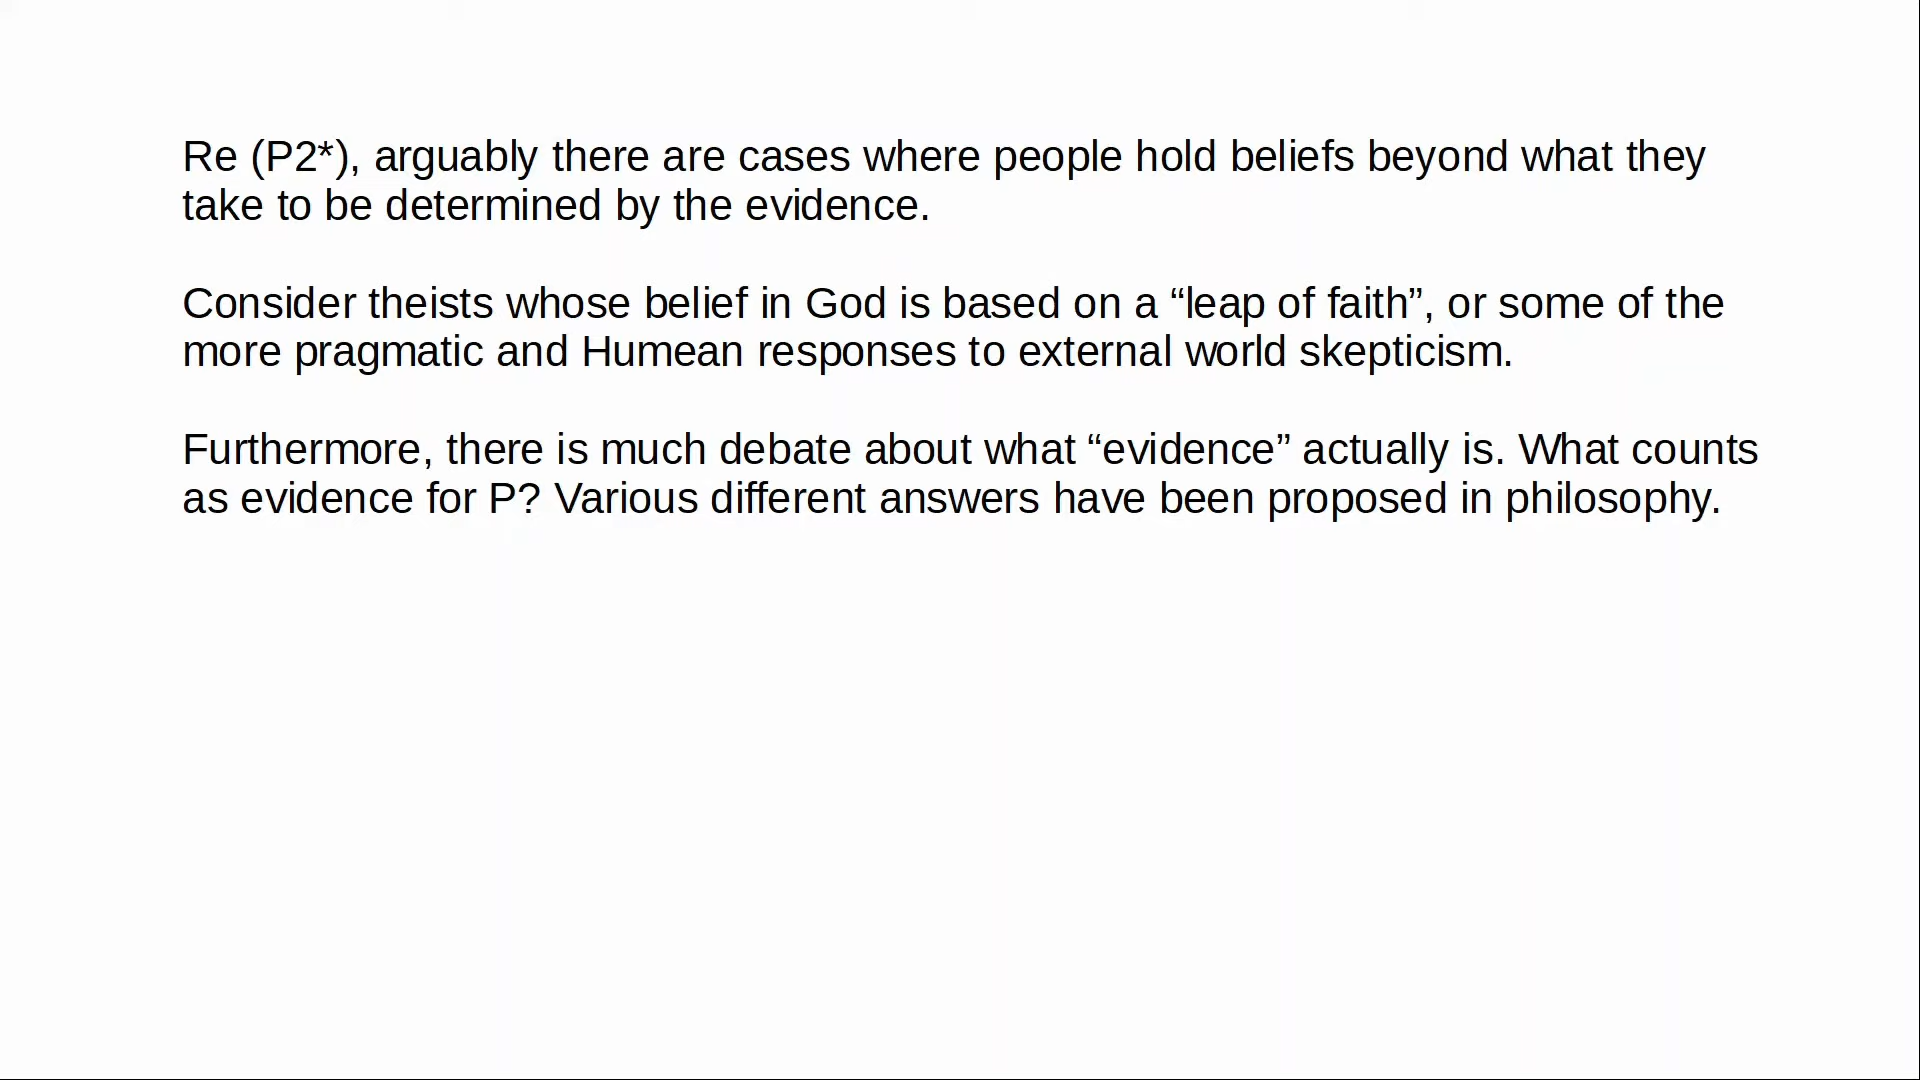 Re (P2*), arguably there are cases where people hold beliefs beyond what they
take to be determined by the evidence.
Consider theists whose belief in God is based on a “leap of faith”, or some of the
more pragmatic and Humean responses to external world skepticism.
Furthermore, there is much debate about what “evidence” actually is. What counts
as evidence for P? Various different answers have been proposed in philosophy.